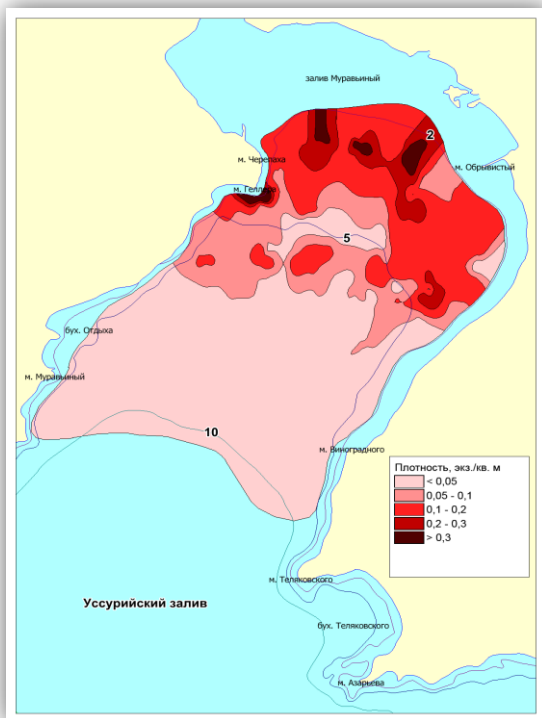 залив Муравьиный
2
м. Черепаха
м. Обрывистый
м. Геллера
5
бух. Отдыха
м. Муравьиный
10
м. Виноградного
Плотность, экз./кв. м
< 0,05
0,05 - 0,1
0,1 - 0,2
0,2 - 0,3
> 0,3
м. Теляковского
Уссурийский залив
бух. Теляковского
м. Азарьева